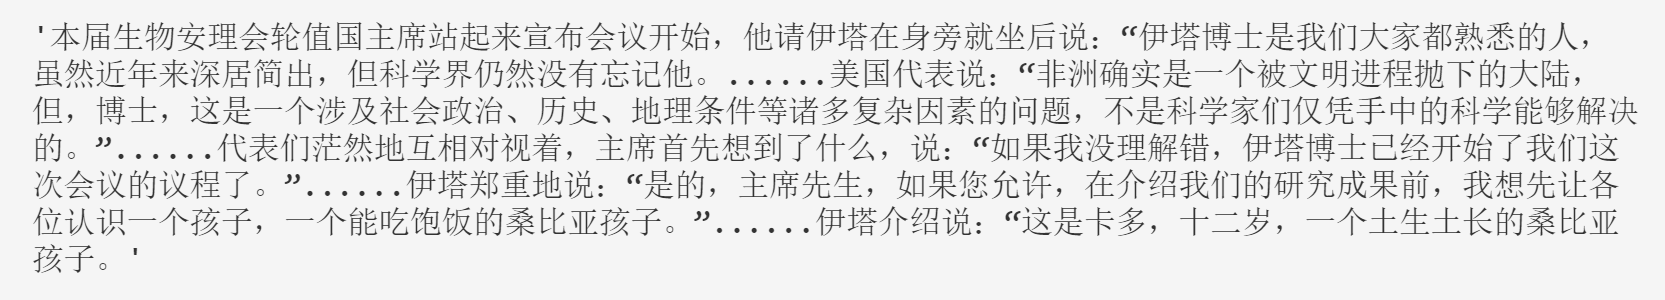 '本届生物安理会轮值国主席站起来宣布会议开始，他请伊塔在身旁就坐后说：“伊塔博士是我们大家都熟悉的人，
虽然近年来深居简出，但科学界仍然没有忘记他。......美国代表说：“非洲确实是一个被文明进程抛下的大陆，
但，博士，这是一个涉及社会政治、历史、地理条件等诸多复杂因素的问题，不是科学家们仅凭手中的科学能够解决
的。”......代表们茫然地互相对视着，主席首先想到了什么，说：“如果我没理解错，伊塔博士已经开始了我们这
次会议的议程了。”......伊塔郑重地说：“是的，主席先生，如果您允许，在介绍我们的研究成果前，我想先让各
位认识一个孩子，一个能吃饱饭的桑比亚孩子。”......伊塔介绍说：“这是卡多，十二岁，一个土生土长的桑比亚
孩子。'